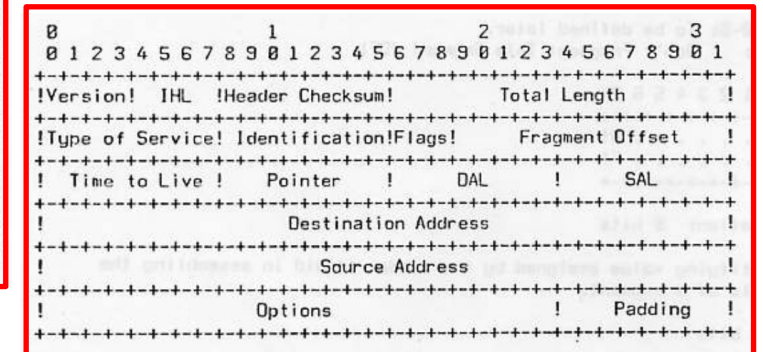 0 1 2 3
0 1 2 3 4 5 6 7 8 9 0 1 2 3 4 5 6 7 8 9 0 1 2 3 4 5 6 7 8 9 0 1
+-+-+-+-+-+-+-+-+-+-+-+-+-+-+-+-+-+-+-+-+-+-+-+-+-+-+-+-+-+-+-+-+
!Version! IHL !Header Checksum! Total Length !
+-+-+-+-+-+-+-+-+-+-+-+-+-+-+-+-+-+-+-+-+-+-+-+-+-+-+-+-+-+-+-+-+
!Type of Service! Identification!Flags! Fragment Offset !
+-+-+-+-+-+-+-+-+-+-+-+-+-+-+-+-+-+-+-+-+-+-+-+-+-+-+-+-+-+-+-+-+
! Time to Live ! Pointer ! DAL ! SAL !
+-+-+-+-+-+-+-+-+-+-+-+-+-+-+-+-+-+-+-+-+-+-+-+-+-+-+-+-+-+-+-+-+
! Destination Address !
+-+-+-+-+-+-+-+-+-+-+-+-+-+-+-+-+-+-+-+-+-+-+-+-+-+-+-+-+-+-+-+-+
! Source Address !
+-+-+-+-+-+-+-+-+-+-+-+-+-+-+-+-+-+-+-+-+-+-+-+-+-+-+-+-+-+-+-+-+
! Options ! Padding !
+-+-+-+-+-+-+-+-+-+-+-+-+-+-+-+-+-+-+-+-+-+-+-+-+-+-+-+-+-+-+-+-+